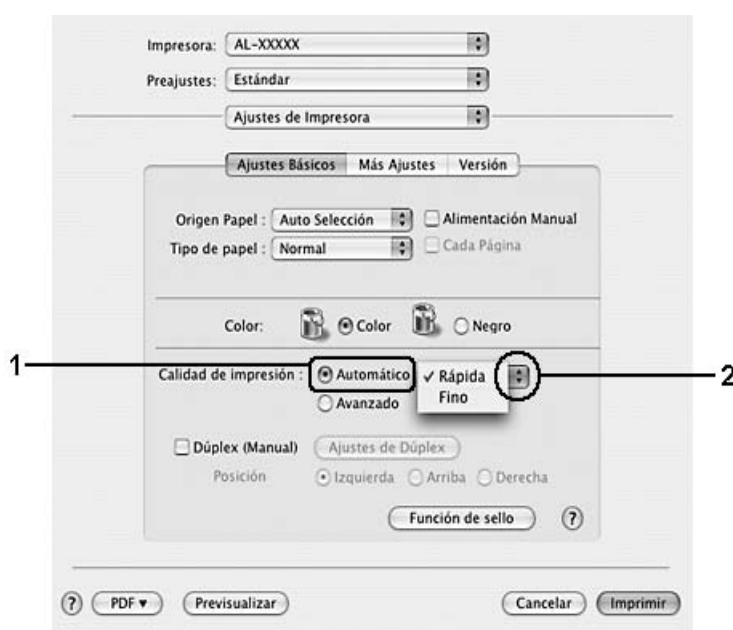 Impresora: AL-XXXXX
Preajustes: Estándar
Ajustes de Impresora
Ajustes Básicos Más Ajustes Versión
Origen Papel : Auto Selección Alimentación Manual
Tipo de papel : Normal Cada Página
Color: Color Negro
1 Calidad de impresión : Automático ✓ Rápida 2
Avanzado Fino
Dúplex (Manual) Ajustes de Dúplex
Posición Izquierda Arriba Derecha
Función de sello ?
? PDF ▼ Previsualizar Cancelar Imprimir